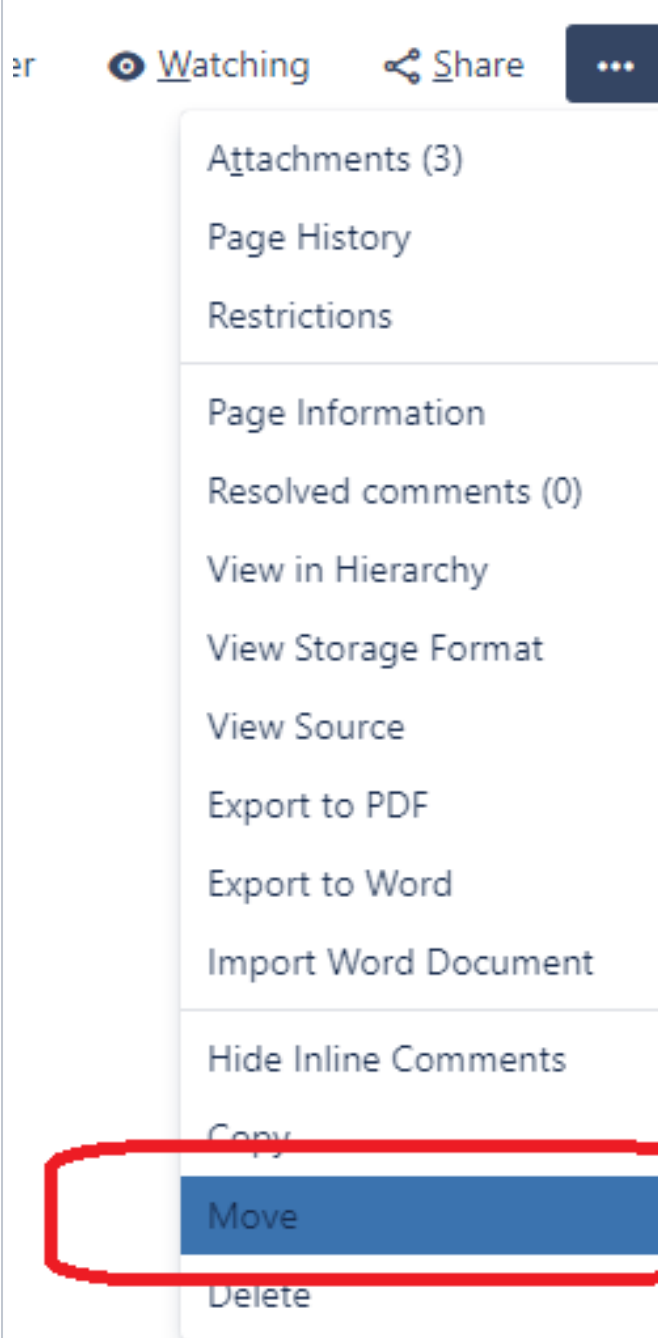 er Watching Share •••
Attachments (3)
Page History
Restrictions
Page Information
Resolved comments (0)
View in Hierarchy
View Storage Format
View Source
Export to PDF
Export to Word
Import Word Document
Hide Inline Comments
Copy
Move
Delete